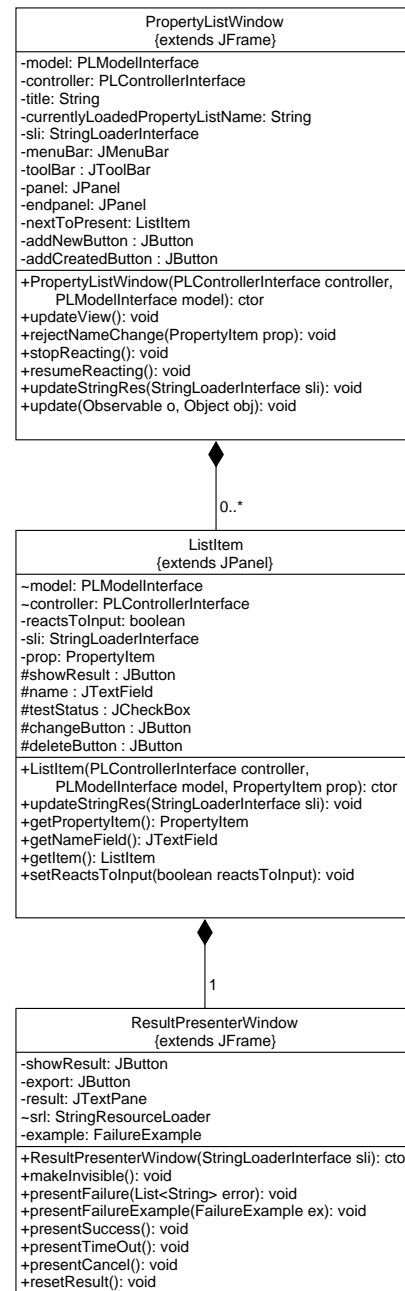 PropertyListWindow
{extends JFrame}
-model: PLModelInterface
-controller: PLControllerInterface
-title: String
-currentlyLoadedPropertyListName: String
-sli: StringLoaderInterface
-menuBar: JMenuBar
-toolBar : JToolBar
-panel: JPanel
-endpanel: JPanel
-nextToPresent: ListItem
-addNewButton : JButton
-addCreatedButton : JButton
+PropertyListWindow(PLControllerInterface controller,
PLModelInterface model): ctor
+updateView(): void
+rejectNameChange(PropertyItem prop): void
+stopReacting(): void
+resumeReacting(): void
+updateStringRes(StringLoaderInterface sli): void
+update(Observable o, Object obj): void
0..*
ListItem
{extends JPanel}
~model: PLModelInterface
~controller: PLControllerInterface
-reactsToInput: boolean
-sli: StringLoaderInterface
-prop: PropertyItem
#showResult : JButton
#name : JTextField
#testStatus : JCheckBox
#changeButton : JButton
#deleteButton : JButton
+ListItem(PLControllerInterface controller,
PLModelInterface model, PropertyItem prop): ctor
+updateStringRes(StringLoaderInterface sli): void
+getPropertyItem(): PropertyItem
+getNameField(): JTextField
+getItem(): ListItem
+setReactsToInput(boolean reactsToInput): void
1
ResultPresenterWindow
{extends JFrame}
-showResult: JButton
-export: JButton
-result: JTextPane
~srl: StringResourceLoader
-example: FailureExample
+ResultPresenterWindow(StringLoaderInterface sli): cto
+makeInvisible(): void
+presentFailure(List<String> error): void
+presentFailureExample(FailureExample ex): void
+presentSuccess(): void
+presentTimeOut(): void
+presentCancel(): void
+resetResult(): void